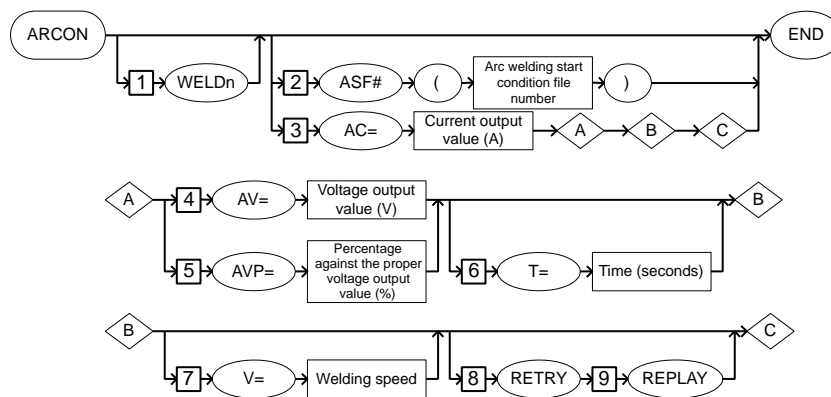 ARCON
END
1 WELDn
2 ASF# ( Arc welding start
condition file
number )
3 AC= Current output
value (A) A B C
A 4 AV= Voltage output
value (V) B
5 AVP= Percentage
against the proper
voltage output
value (%)
6 T= Time (seconds)
B C
7 V= Welding speed
8 RETRY 9 REPLAY